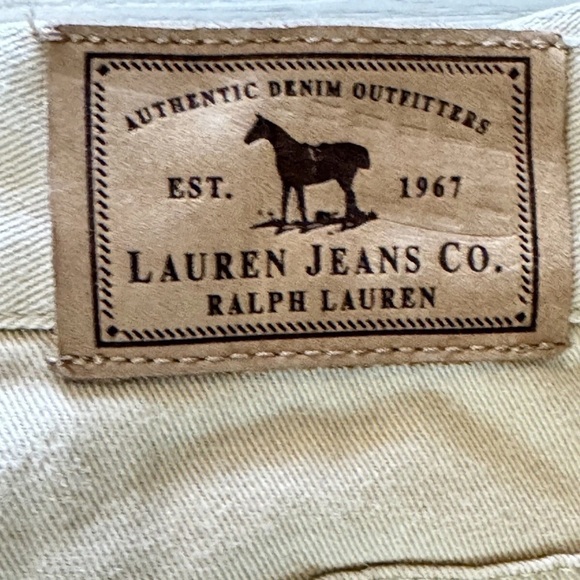 AUTHENTIC DENIM OUTFITTERS
EST. 1967
LAUREN JEANS CO.
RALPH LAUREN